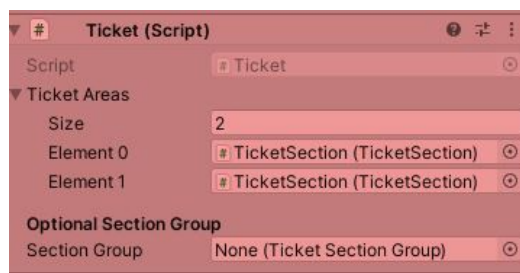 # Ticket (Script)
Script # Ticket
Ticket Areas
Size 2
Element 0 # TicketSection (TicketSection)
Element 1 # TicketSection (TicketSection)
Optional Section Group
Section Group None (Ticket Section Group)